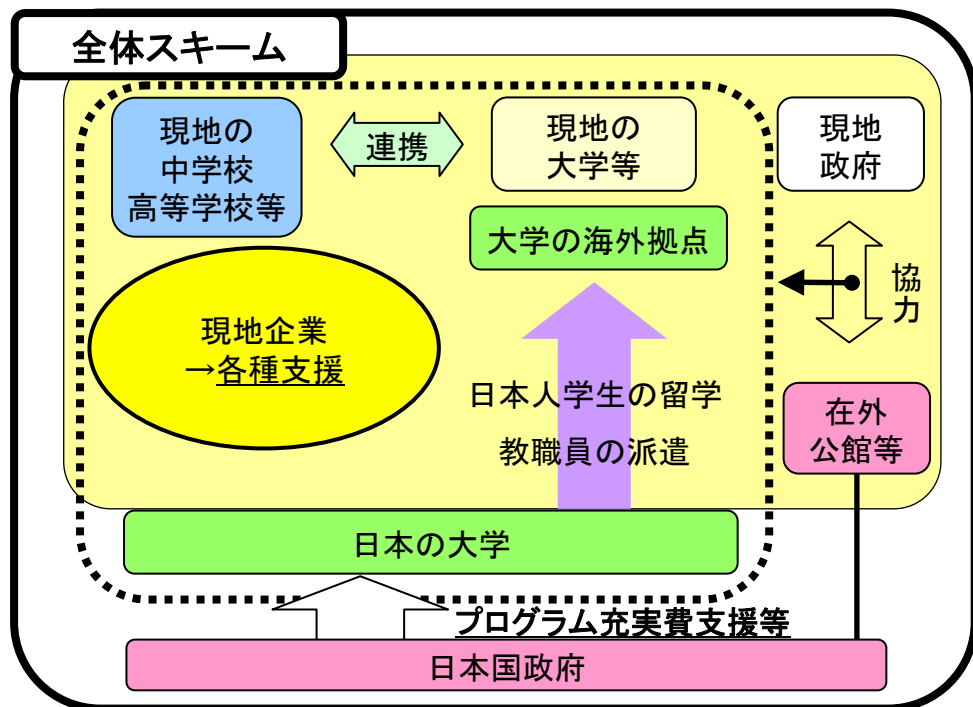 全体スキーム
現地の
中学校
高等学校等
連携
現地の
大学等
現地
政府
大学の海外拠点
協
力
現地企業
→各種支援
日本人学生の留学
教職員の派遣
在外
公館等
日本の大学
プログラム充実費支援等
日本国政府